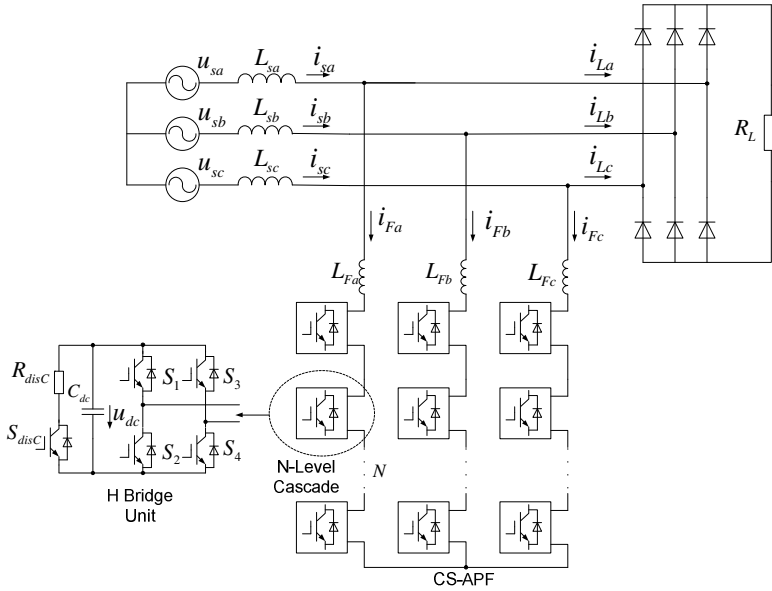 u_sa L_sa i_sa i_La
u_sb L_sb i_sb i_Lb
u_sc L_sc i_sc i_Lc
R_L
i_Fa i_Fb i_Fc
L_Fa L_Fb L_Fc
R_disC
C_dc
S_disC
u_dc
S_1 S_3
S_2 S_4
H Bridge
Unit
N-Level
Cascade
N
CS-APF